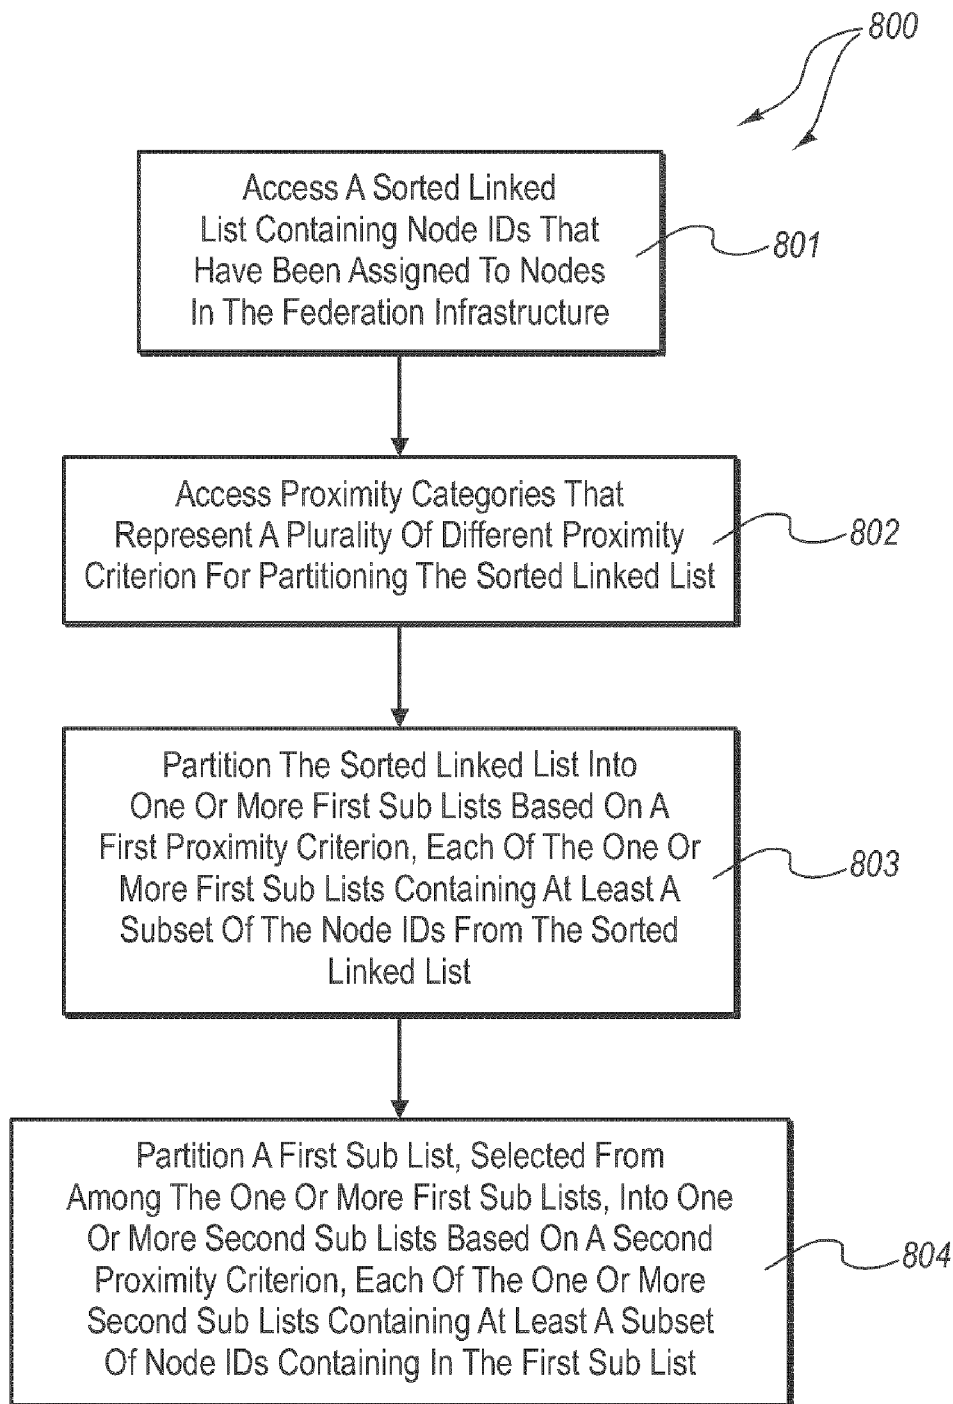 800
Access A Sorted Linked
List Containing Node IDs That
Have Been Assigned To Nodes
In The Federation Infrastructure
801
Access Proximity Categories That
Represent A Plurality Of Different Proximity
Criterion For Partitioning The Sorted Linked List
802
Partition The Sorted Linked List Into
One Or More First Sub Lists Based On A
First Proximity Criterion, Each Of The One Or
More First Sub Lists Containing At Least A
Subset Of The Node IDs From The Sorted
Linked List
803
Partition A First Sub List, Selected From
Among The One Or More First Sub Lists, Into One
Or More Second Sub Lists Based On A Second
Proximity Criterion, Each Of The One Or More
Second Sub Lists Containing At Least A Subset
Of Node IDs Containing In The First Sub List
804